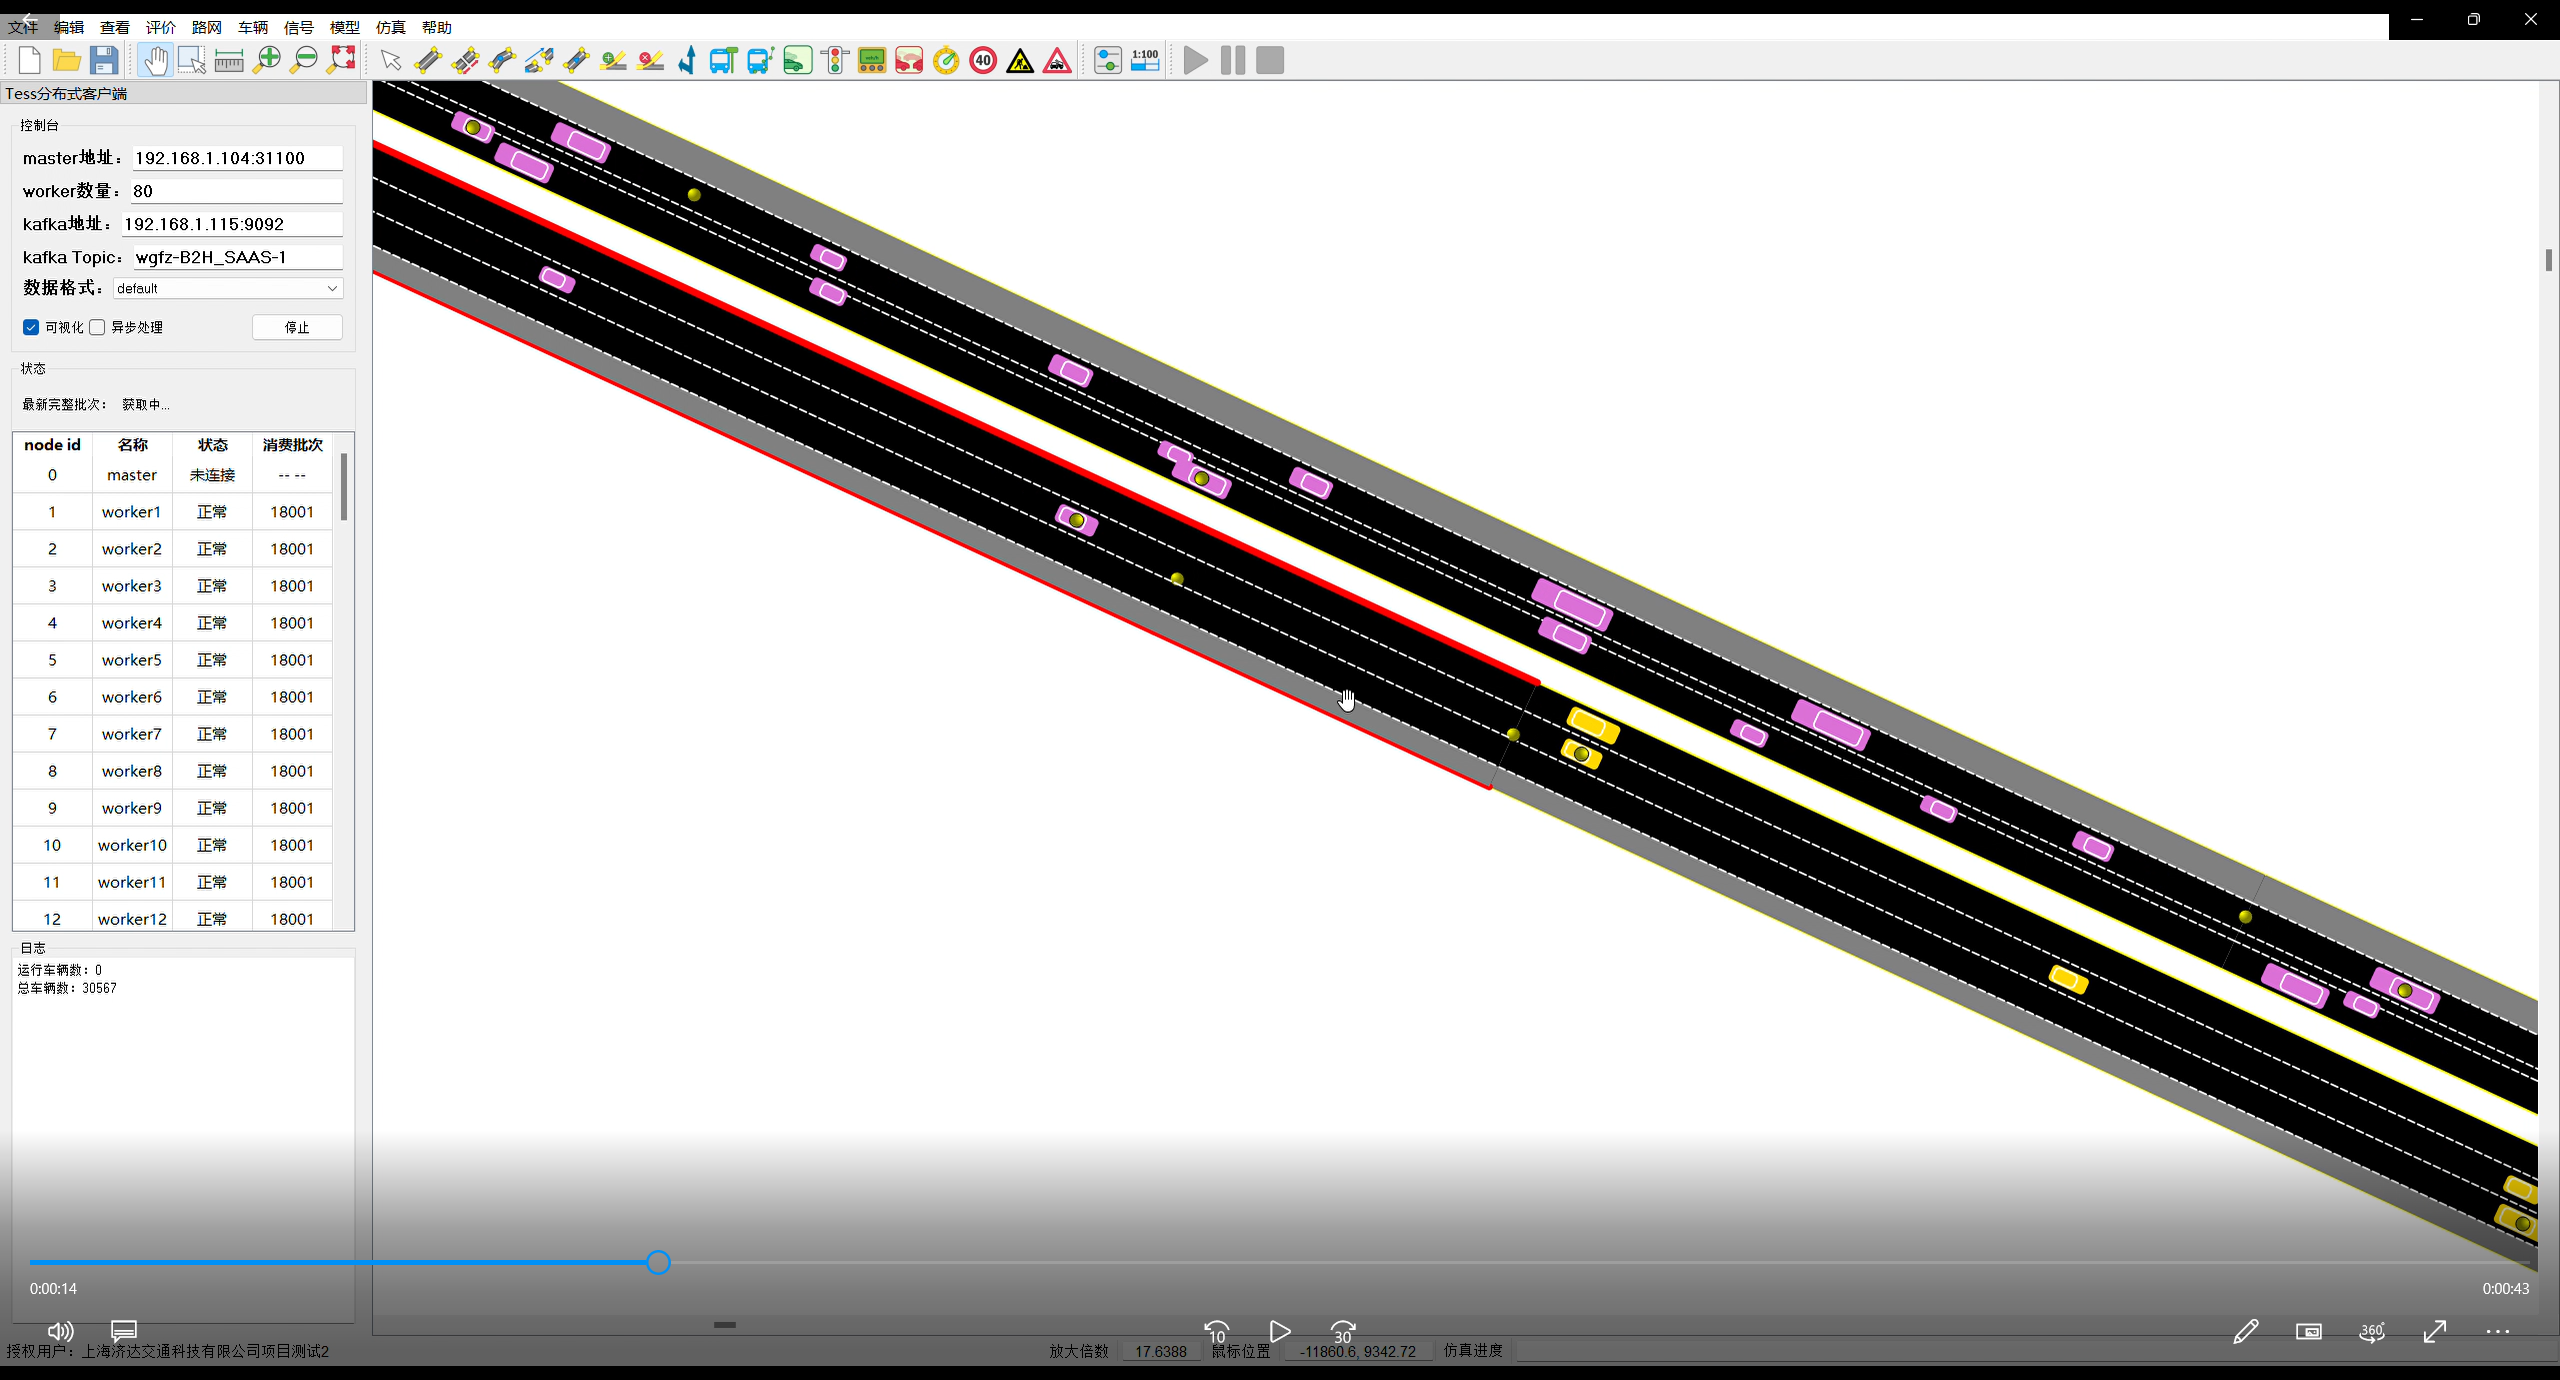 文件 编辑 查看 评价 路网 车辆 信号 模型 仿真 帮助
40 1:100
Tess分布式客户端
控制台
master地址： 192.168.1.104:31100
worker数量： 80
kafka地址： 192.168.1.115:9092
kafka Topic： wgfz-B2H_SAAS-1
数据格式： default
可视化 异步处理 停止
状态
最新完整批次： 获取中...
node id 名称 状态 消费批次
0 master 未连接 -- --
1 worker1 正常 18001
2 worker2 正常 18001
3 worker3 正常 18001
4 worker4 正常 18001
5 worker5 正常 18001
6 worker6 正常 18001
7 worker7 正常 18001
8 worker8 正常 18001
9 worker9 正常 18001
10 worker10 正常 18001
11 worker11 正常 18001
12 worker12 正常 18001
日志
运行车辆数：0
总车辆数：30567
0:00:14 0:00:43
10 30 360°
授权用户：上海济达交通科技有限公司项目测试2 放大倍数 17.6388 鼠标位置 -11860.6, 9342.72 仿真进度